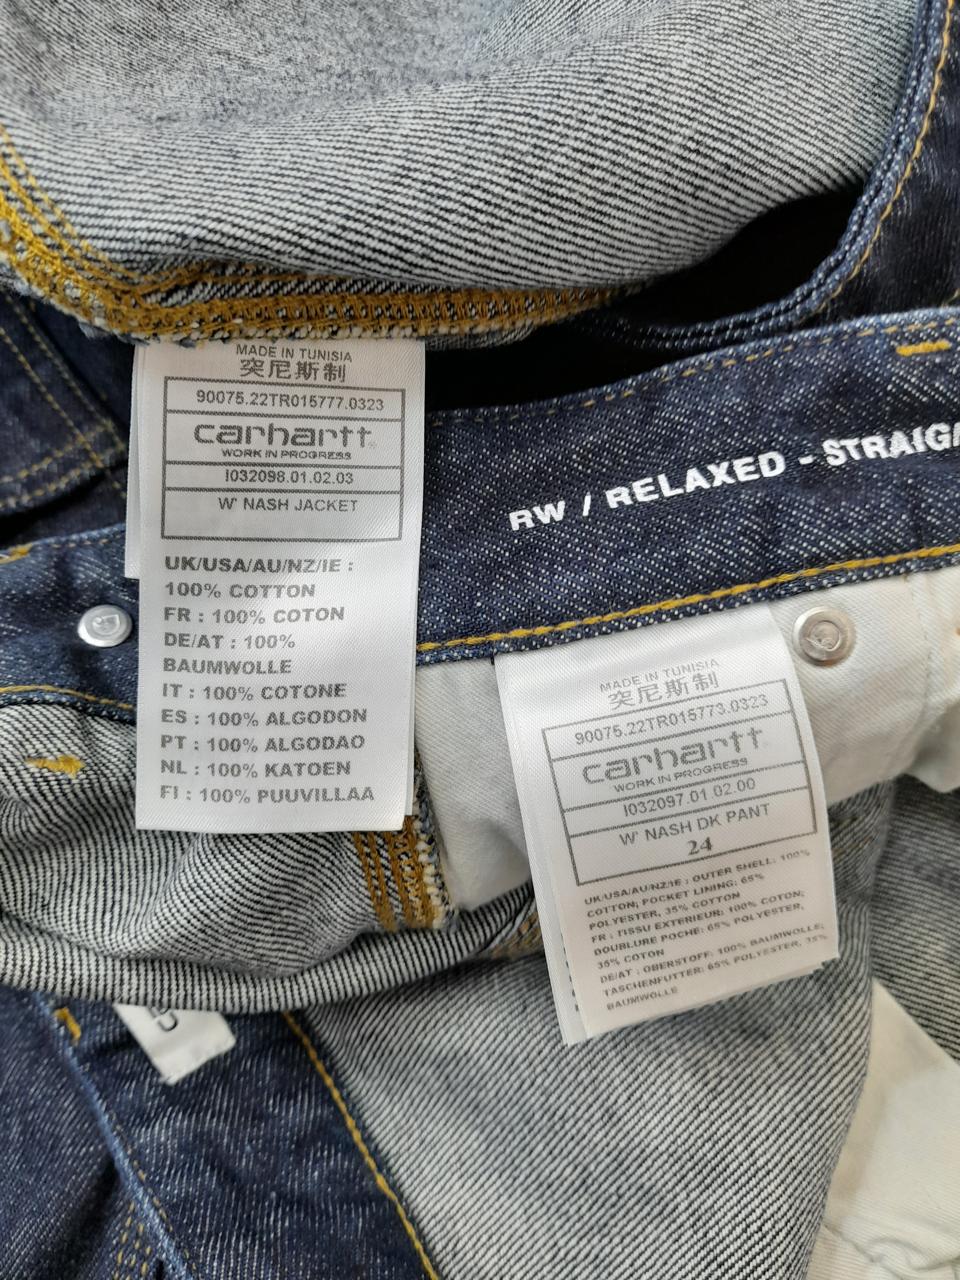 MADE IN TUNISIA
突尼斯制
90075.22TR015777.0323
carhartt
WORK IN PROGRESS
I032098.01.02.03
W' NASH JACKET
UK/USA/AU/NZ/IE :
100% COTTON
FR : 100% COTON
DE/AT : 100%
BAUMWOLLE
IT : 100% COTONE
ES : 100% ALGODON
PT : 100% ALGODAO
NL : 100% KATOEN
FI : 100% PUUVILLAA
RW / RELAXED - STRAIG
MADE IN TUNISIA
突尼斯制
90075.22TR015773.0323
carhartt
WORK IN PROGRESS
I032097.01.02.00
W' NASH DK PANT
24
UK/USA/AU/NZ/IE : OUTER SHELL: 100%
COTTON; POCKET LINING: 65%
POLYESTER, 35% COTTON
FR : TISSU EXTERIEUR: 100% COTON;
DOUBLURE POCHE: 65% POLYESTER,
35% COTON
DE/AT : OBERSTOFF: 100% BAUMWOLLE;
TASCHENFUTTER: 65% POLYESTER, 35%
BAUMWOLLE